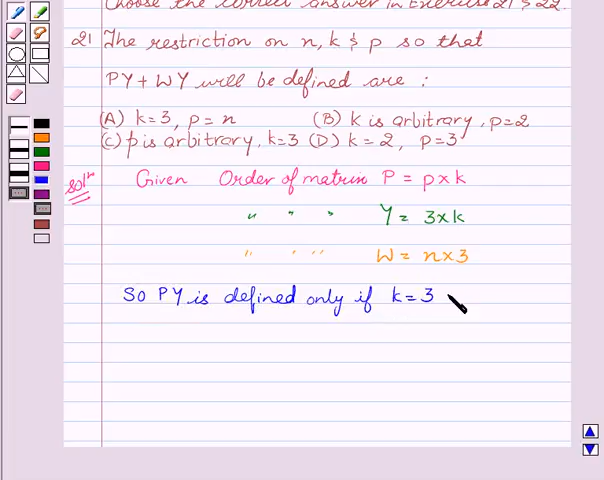 Choose the correct answer in Exercise 21 & 22.
21 The restriction on n, k & p so that
PY + WY will be defined are :
(A) k=3, p=n (B) k is arbitrary, p=2
(C) p is arbitrary, k=3 (D) k=2, p=3
Solⁿ Given Order of matrix P = p×k
" " " Y = 3×k
" " " W = n×3
So PY is defined only if k=3